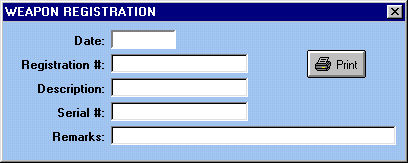 WEAPON REGISTRATION
Date:
Registration #:
Print
Description:
Serial #:
Remarks: